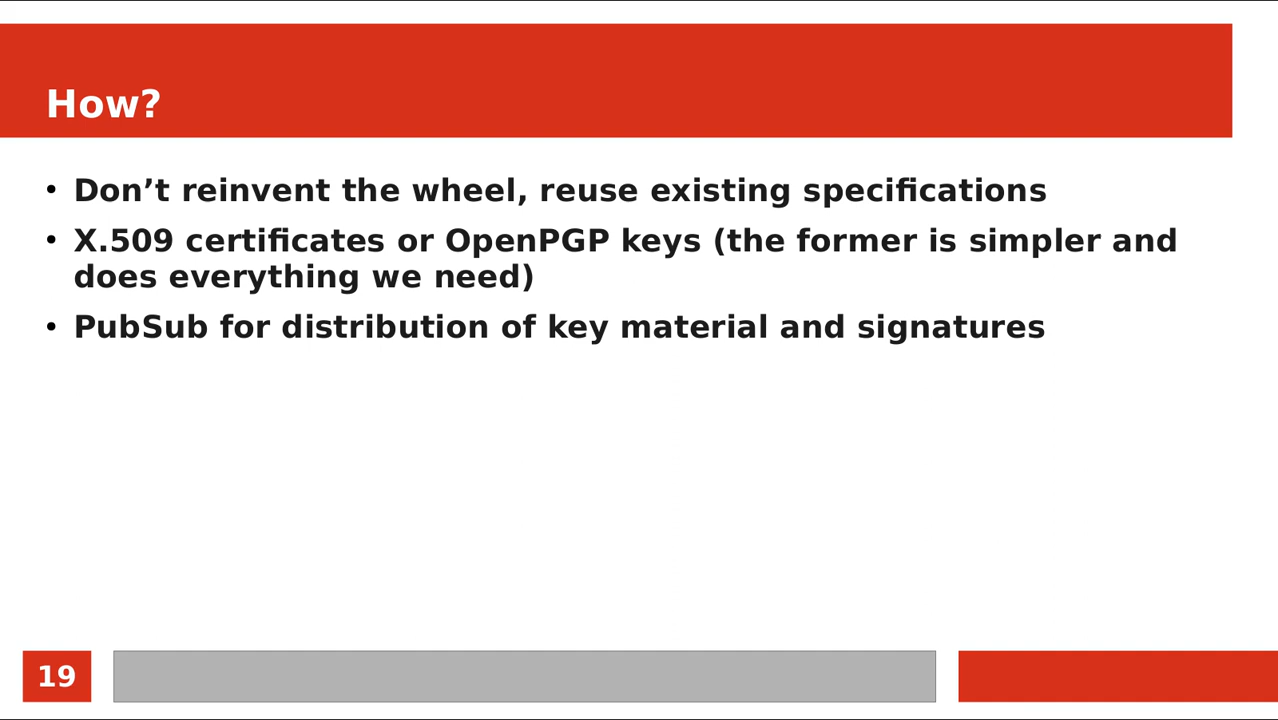 How?
• Don’t reinvent the wheel, reuse existing specifications
• X.509 certificates or OpenPGP keys (the former is simpler and
does everything we need)
• PubSub for distribution of key material and signatures
19